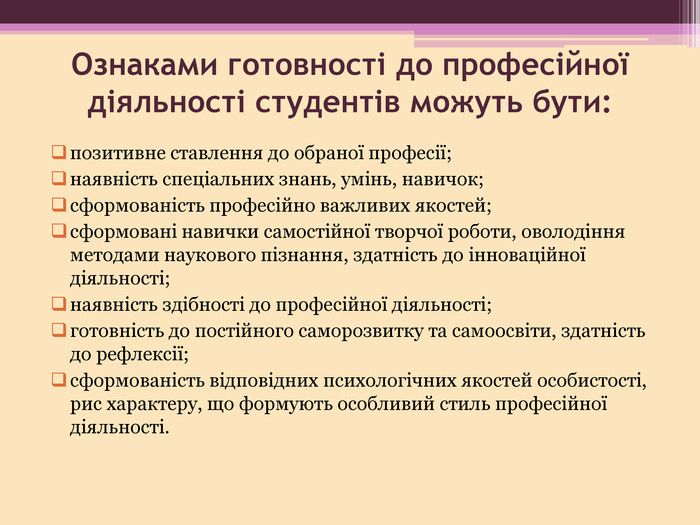 Ознаками готовності до професійної
діяльності студентів можуть бути:
позитивне ставлення до обраної професії;
наявність спеціальних знань, умінь, навичок;
сформованість професійно важливих якостей;
сформовані навички самостійної творчої роботи, оволодіння
методами наукового пізнання, здатність до інноваційної
діяльності;
наявність здібності до професійної діяльності;
готовність до постійного саморозвитку та самоосвіти, здатність
до рефлексії;
сформованість відповідних психологічних якостей особистості,
рис характеру, що формують особливий стиль професійної
діяльності.